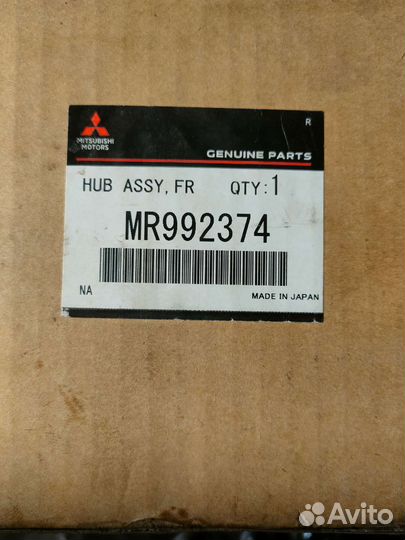 R
MITSUBISHI
MOTORS
GENUINE PARTS
HUB ASSY, FR QTY:1
MR992374
NA
MADE IN JAPAN
Avito